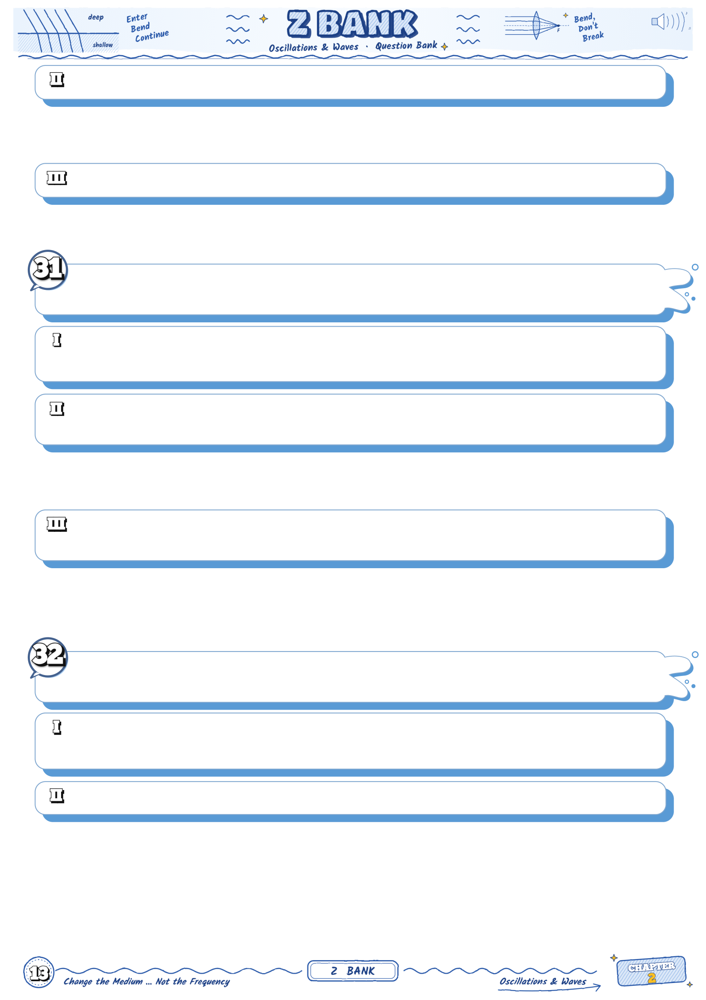 deep
shallow
Enter
Bend
Continue
Z BANK
Oscillations & Waves · Question Bank
F
Bend,
Don't
Break
II
III
31
I
II
III
32
I
II
13
Change the Medium ... Not the Frequency
Z BANK
Oscillations & Waves
CHAPTER
2